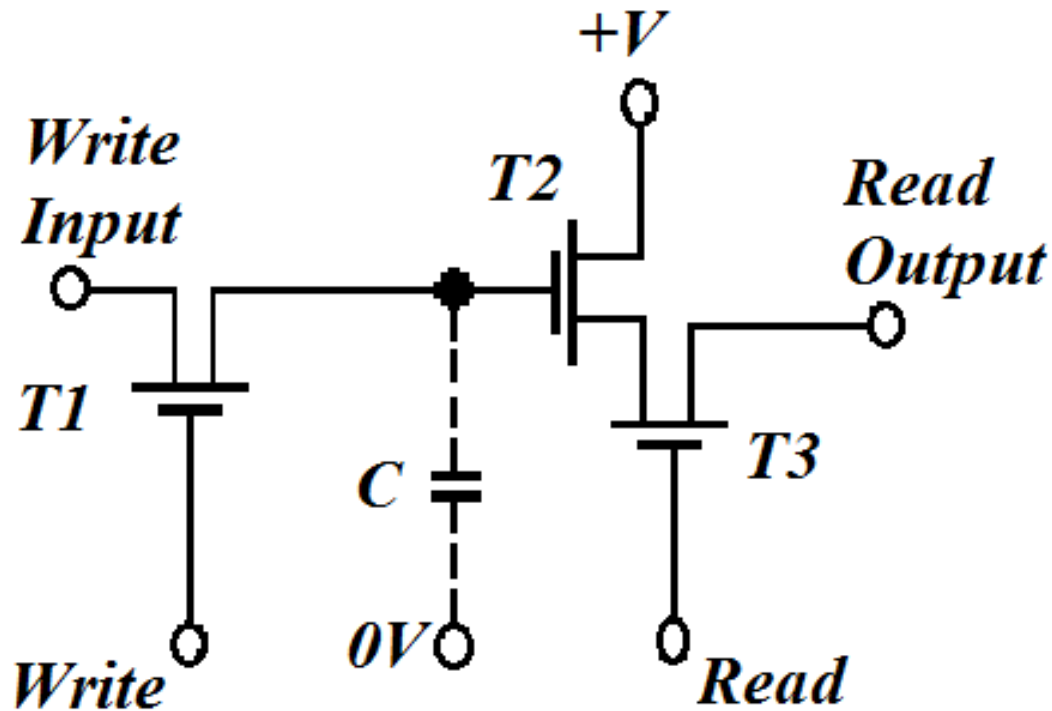 +V
Write
Input
T2
Read
Output
T1
C
T3
0V
Write
Read